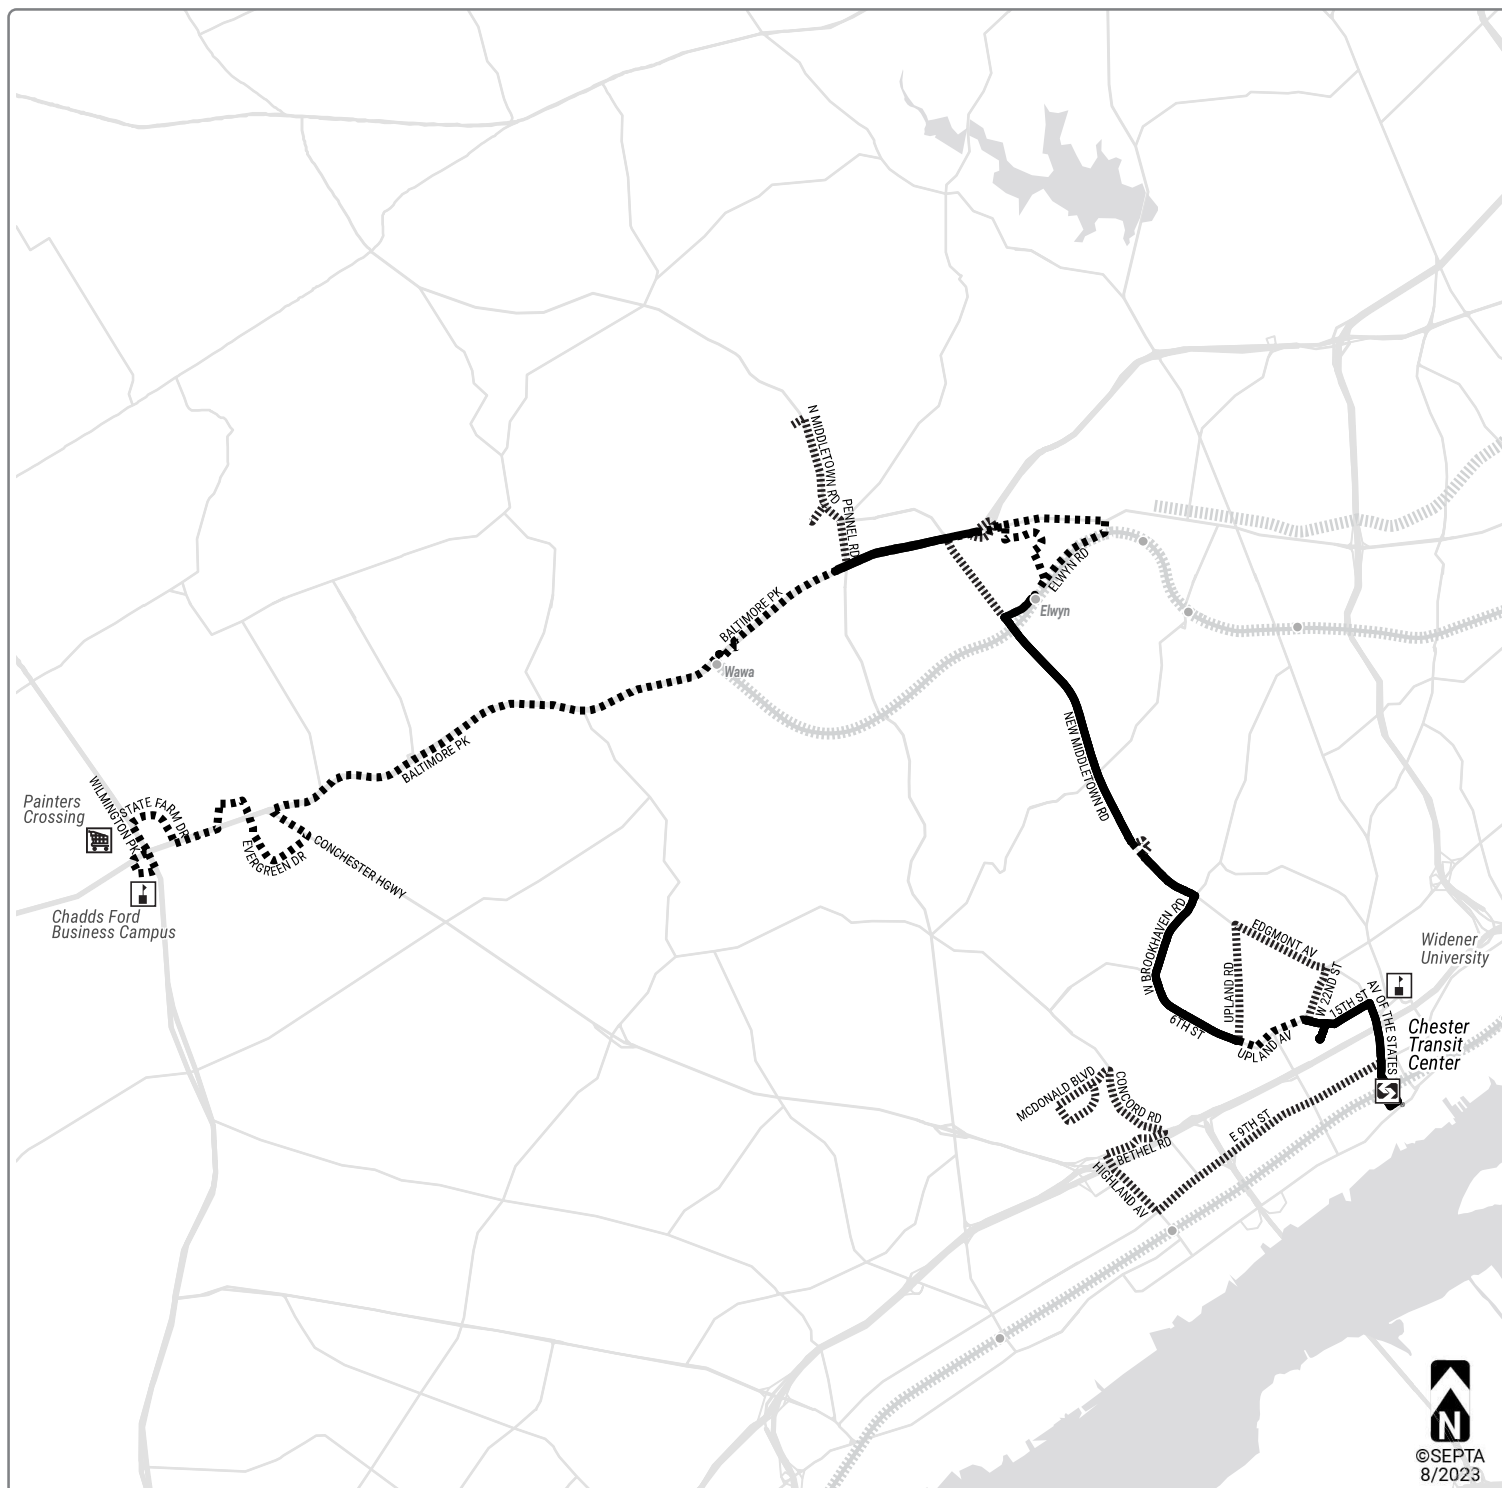 N MIDDLETOWN RD
PENNEL RD
ELWYN RD
Elwyn
BALTIMORE PK
Wawa
NEW MIDDLETOWN RD
BALTIMORE PK
WILMINGTON PK
STATE FARM DR
Painters
Crossing
EVERGREEN DR
CONCHESTER HGWY
Chadds Ford
Business Campus
W BROOKHAVEN RD
EDGMONT AV
UPLAND RD
W 22ND ST
Widener
University
15TH ST
AV OF THE STATES
6TH ST
UPLAND AV
Chester
Transit
Center
MCDONALD BLVD
CONCORD RD
E 9TH ST
BETHEL RD
HIGHLAND AV
N
©SEPTA
8/2023